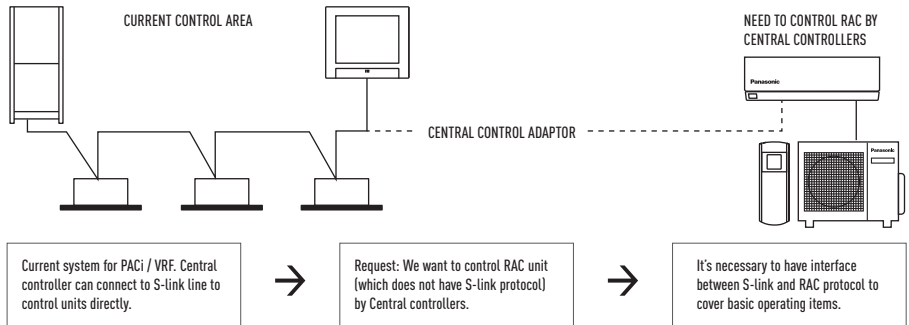 CURRENT CONTROL AREA
NEED TO CONTROL RAC BY
CENTRAL CONTROLLERS
Panasonic
CENTRAL CONTROL ADAPTOR
Panasonic
Current system for PACi / VRF. Central
controller can connect to S-link line to
control units directly.
Request: We want to control RAC unit
(which does not have S-link protocol)
by Central controllers.
It's necessary to have interface
between S-link and RAC protocol to
cover basic operating items.